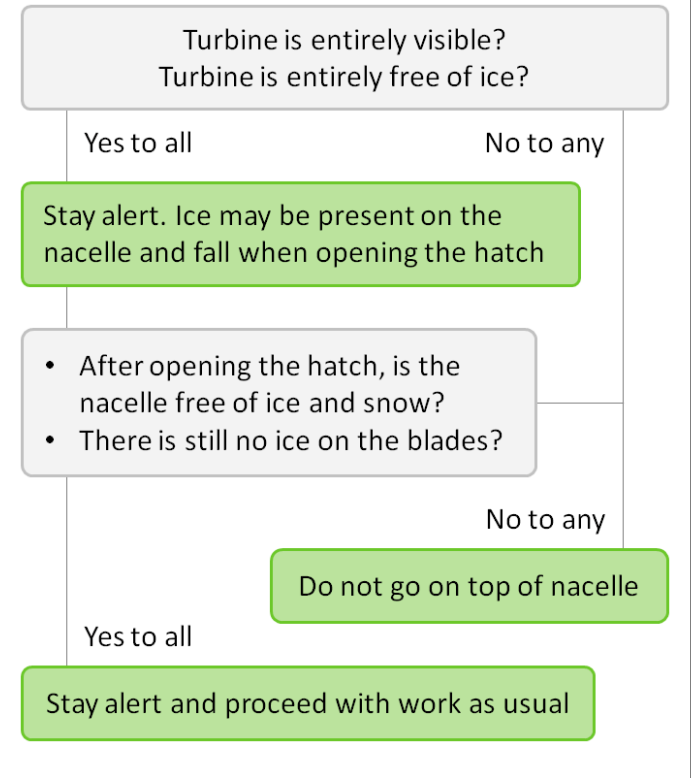 Turbine is entirely visible?
Turbine is entirely free of ice?
Yes to all
No to any
Stay alert. Ice may be present on the
nacelle and fall when opening the hatch
• After opening the hatch, is the
nacelle free of ice and snow?
• There is still no ice on the blades?
No to any
Do not go on top of nacelle
Yes to all
Stay alert and proceed with work as usual